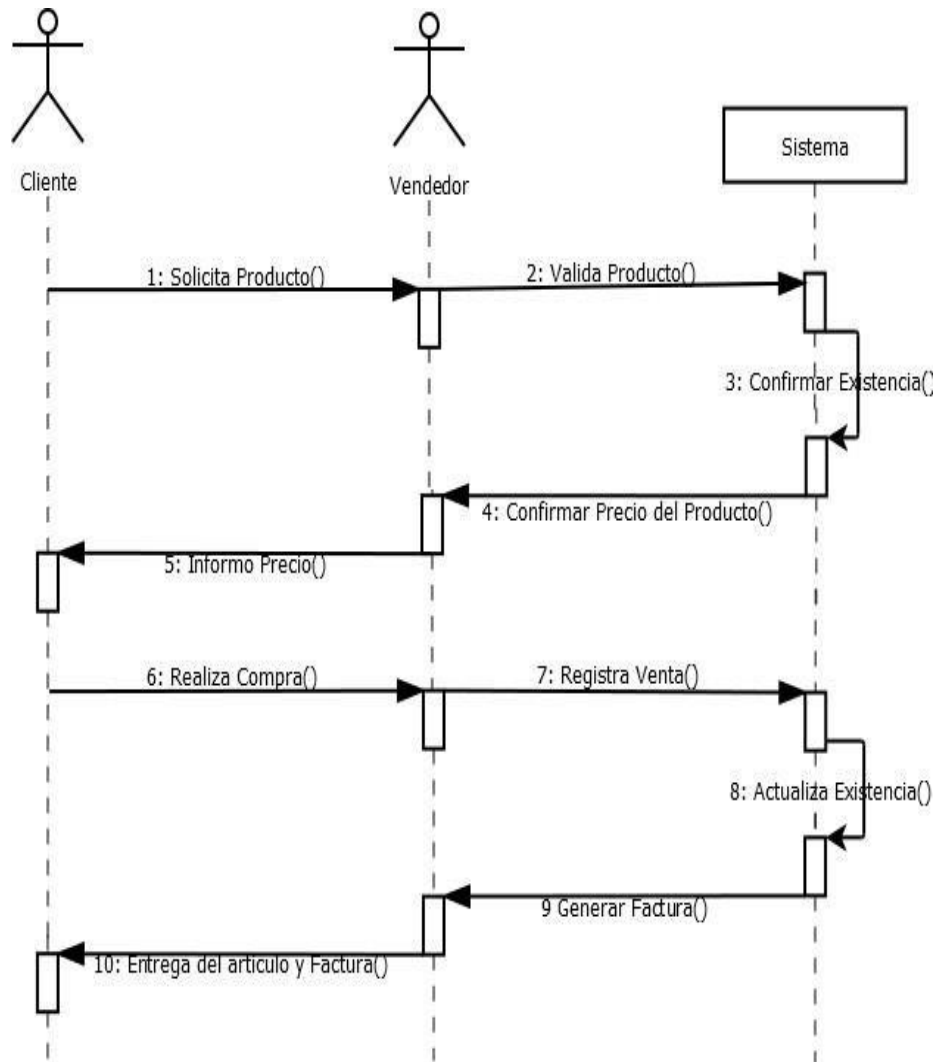 Cliente
Vendedor
Sistema
1: Solicita Producto()
2: Valida Producto()
3: Confirmar Existencia()
4: Confirmar Precio del Producto()
5: Informo Precio()
6: Realiza Compra()
7: Registra Venta()
8: Actualiza Existencia()
9 Generar Factura()
10: Entrega del articulo y Factura()